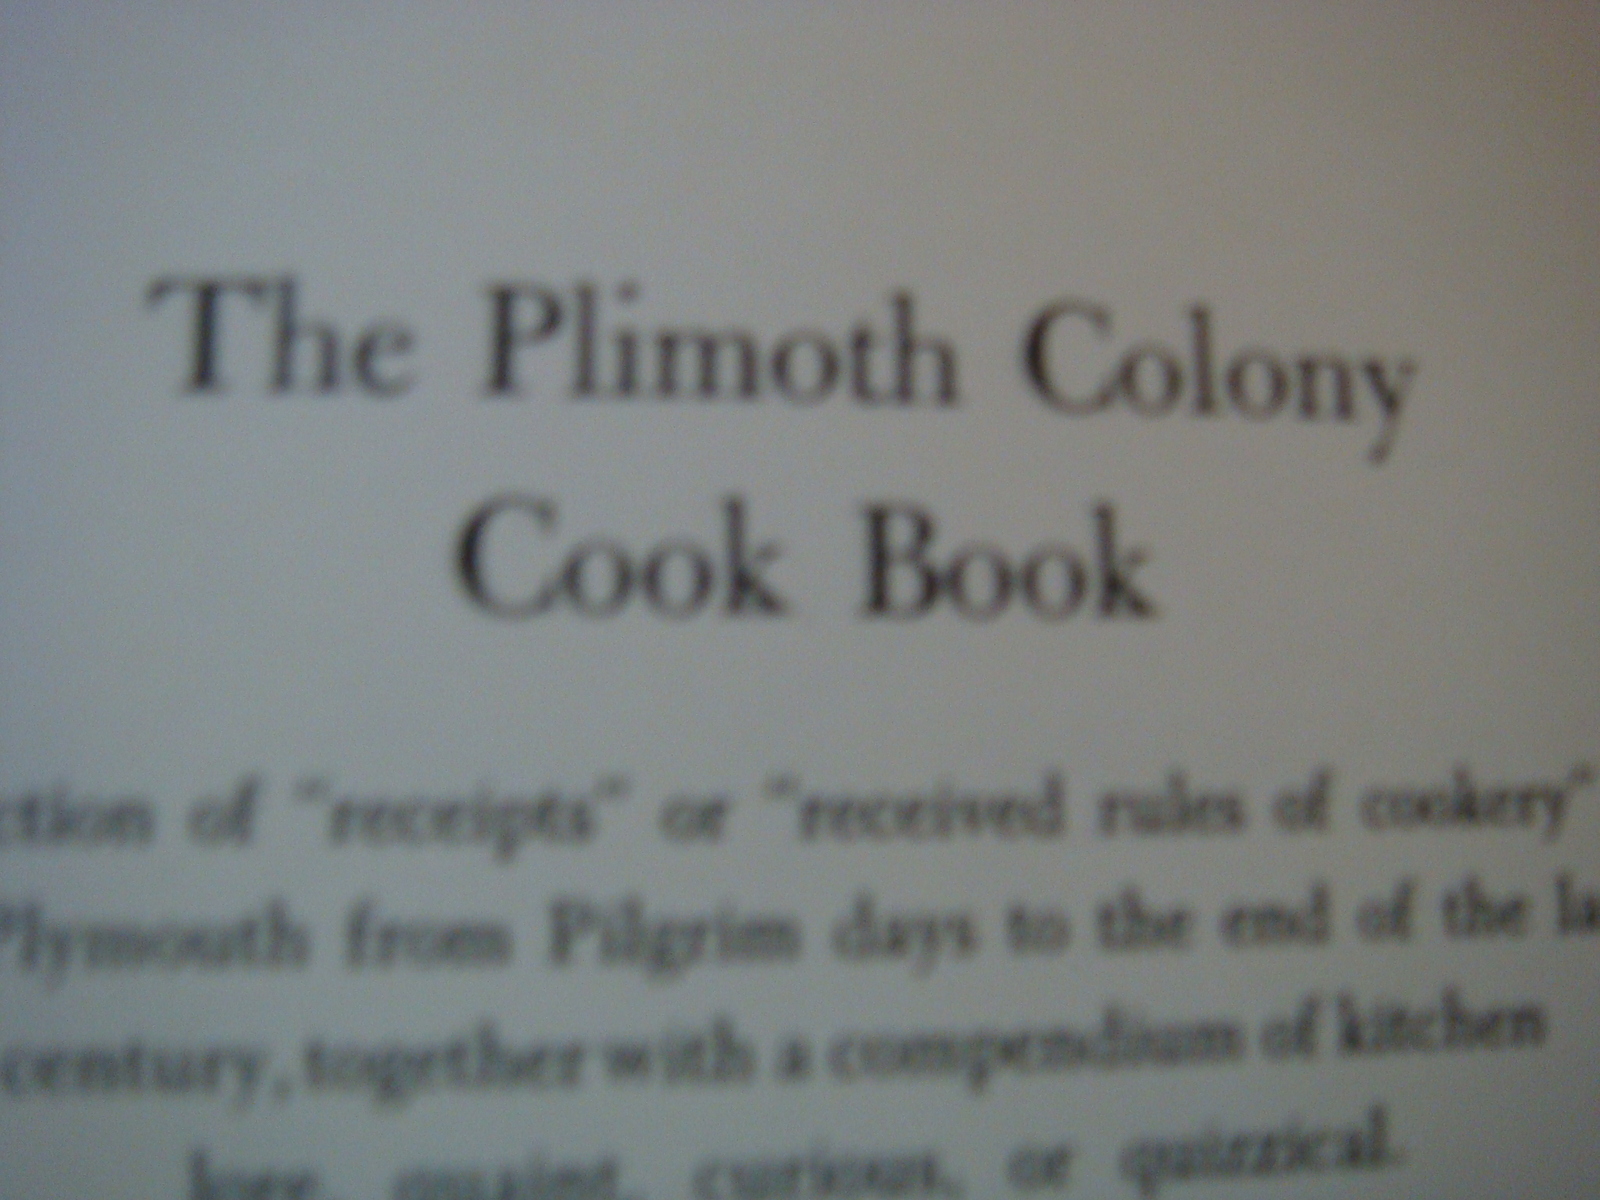 The Plimoth Colony
Cook Book
ction of "receipts" or "received rules of cookery"
Plymouth from Pilgrim days to the end of the la
century, together with a compendium of kitchen
lore, quaint, curious, or quizzical.